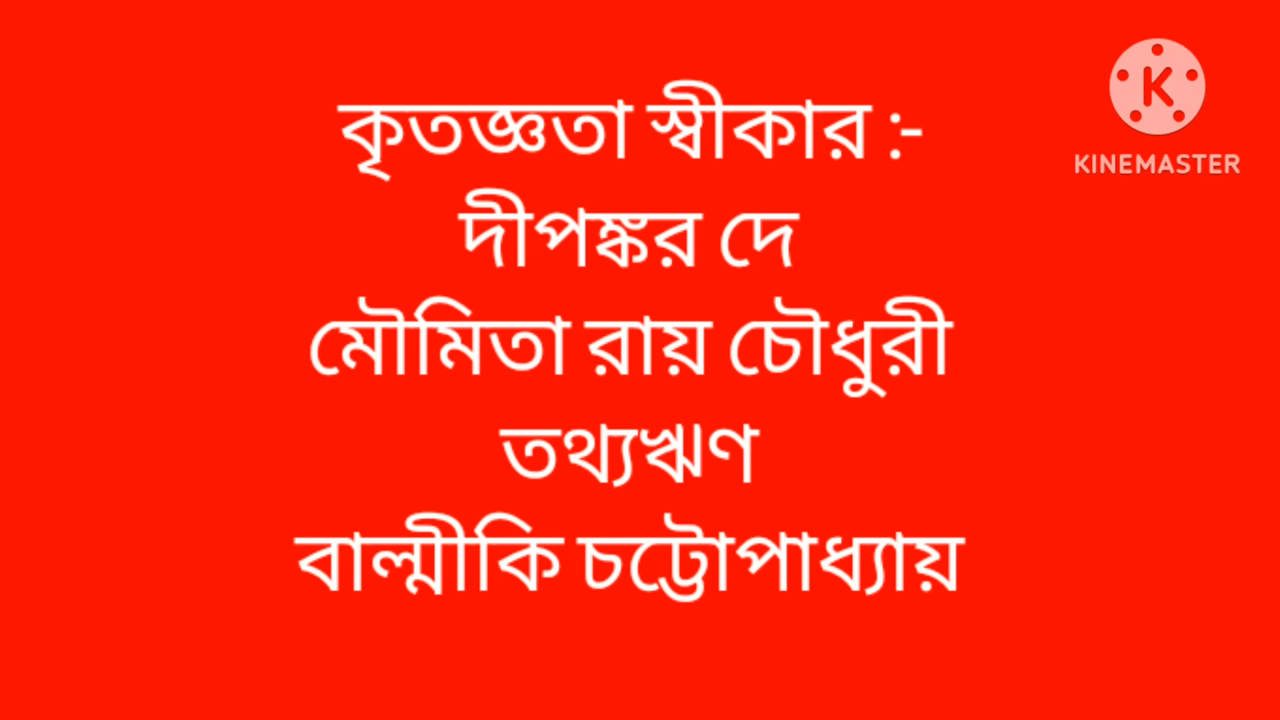 কৃতজ্ঞতা স্বীকার :-
দীপঙ্কর দে
মৌমিতা রায় চৌধুরী
তথ্যঋণ
বাল্মীকি চট্টোপাধ্যায়
KINEMASTER